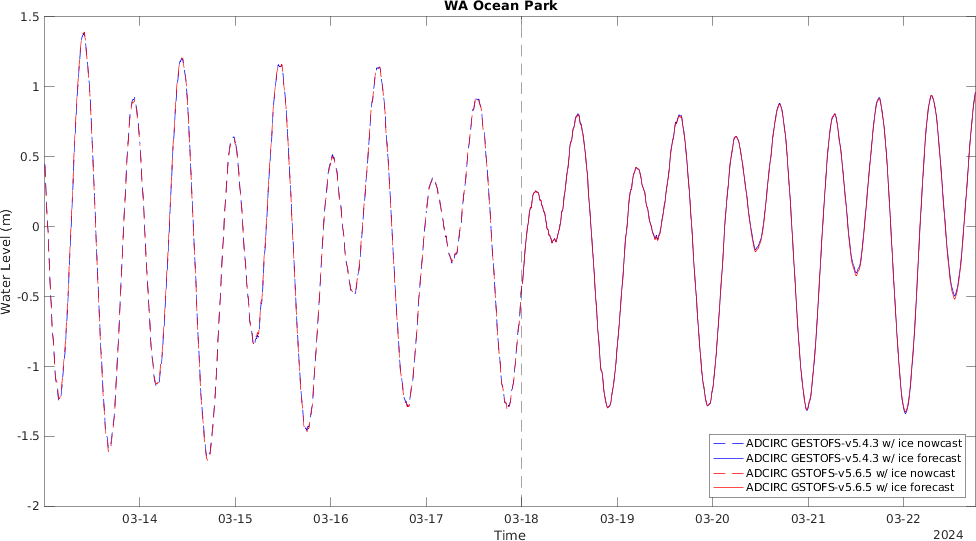 WA Ocean Park
1.5
1
0.5
0
-0.5
-1
-1.5
-2
Water Level (m)
03-14 03-15 03-16 03-17 03-18 03-19 03-20 03-21 03-22
Time
2024
ADCIRC GESTOFS-v5.4.3 w/ ice nowcast
ADCIRC GESTOFS-v5.4.3 w/ ice forecast
ADCIRC GSTOFS-v5.6.5 w/ ice nowcast
ADCIRC GSTOFS-v5.6.5 w/ ice forecast